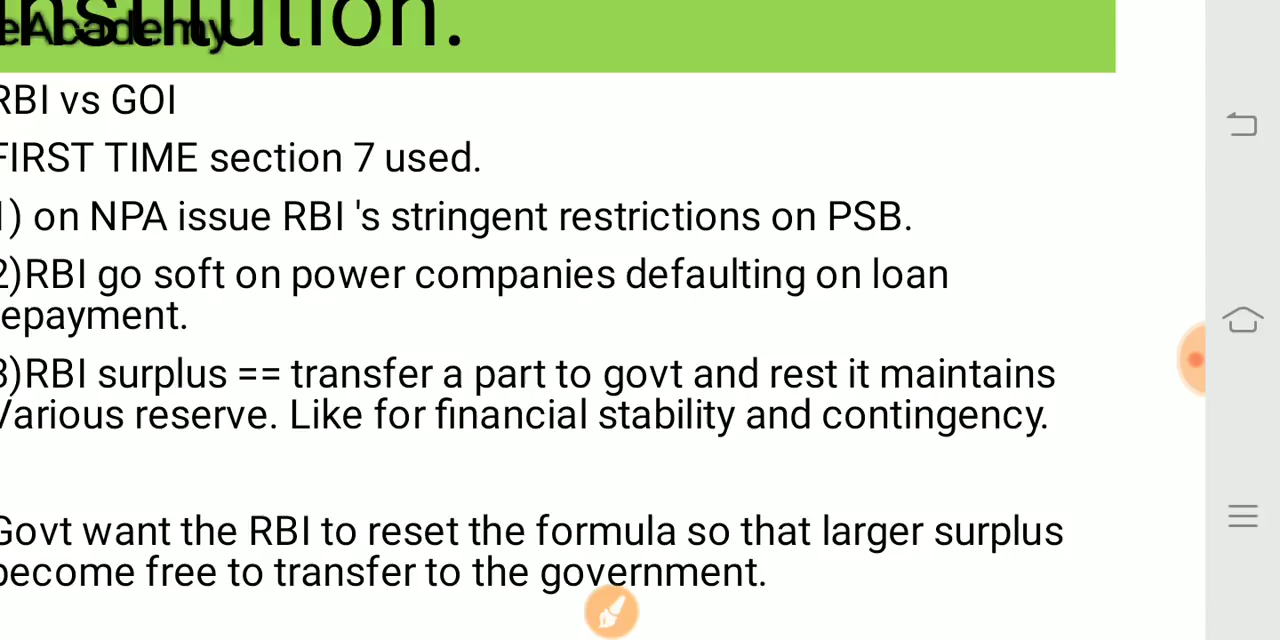 institution.
eAcademy
RBI vs GOI
FIRST TIME section 7 used.
1) on NPA issue RBI 's stringent restrictions on PSB.
2)RBI go soft on power companies defaulting on loan
repayment.
3)RBI surplus == transfer a part to govt and rest it maintains
Various reserve. Like for financial stability and contingency.
Govt want the RBI to reset the formula so that larger surplus
become free to transfer to the government.